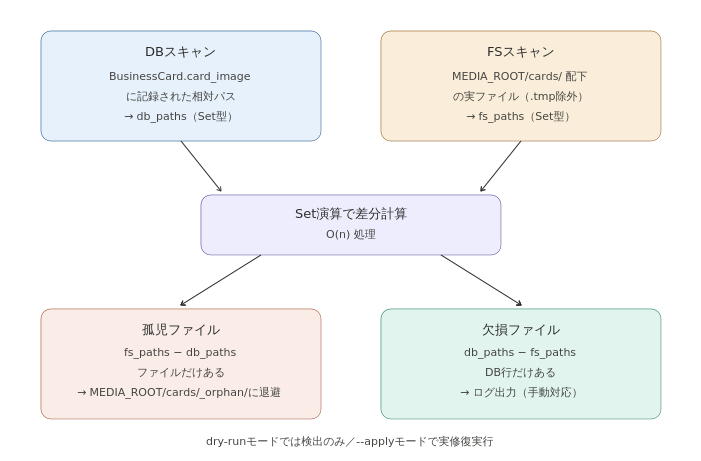 DBスキャン
BusinessCard.card_image
に記録された相対パス
→ db_paths（Set型）
FSスキャン
MEDIA_ROOT/cards/ 配下
の実ファイル（.tmp除外）
→ fs_paths（Set型）
Set演算で差分計算
O(n) 処理
孤児ファイル
fs_paths − db_paths
ファイルだけある
→ MEDIA_ROOT/cards/_orphan/に退避
欠損ファイル
db_paths − fs_paths
DB行だけある
→ ログ出力（手動対応）
dry-runモードでは検出のみ／--applyモードで実修復実行